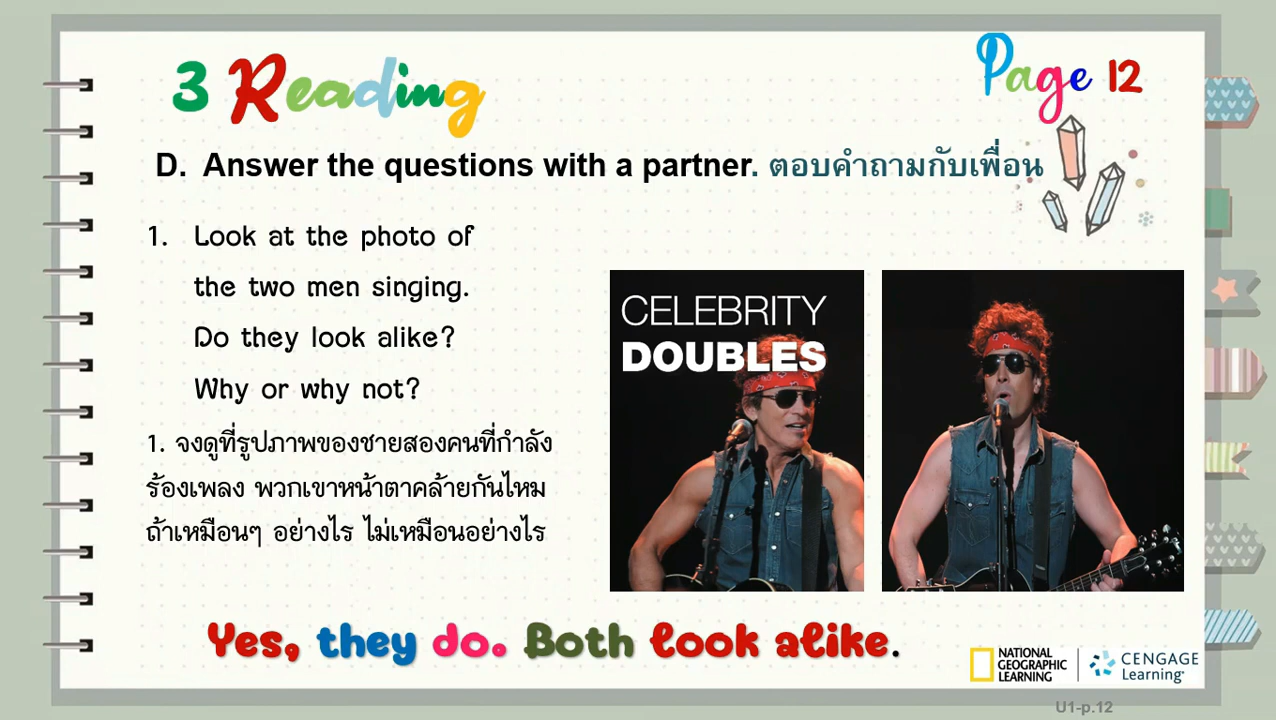 3 Reading
Page 12
D. Answer the questions with a partner. ตอบคำถามกับเพื่อน
1. Look at the photo of
the two men singing.
Do they look alike?
Why or why not?
1. จงดูที่รูปภาพของชายสองคนที่กำลัง
ร้องเพลง พวกเขาหน้าตาคล้ายกันไหม
ถ้าเหมือนๆ อย่างไร ไม่เหมือนอย่างไร
CELEBRITY
DOUBLES
Yes, they do. Both look alike.
NATIONAL
GEOGRAPHIC
LEARNING
CENGAGE
Learning
U1-p.12